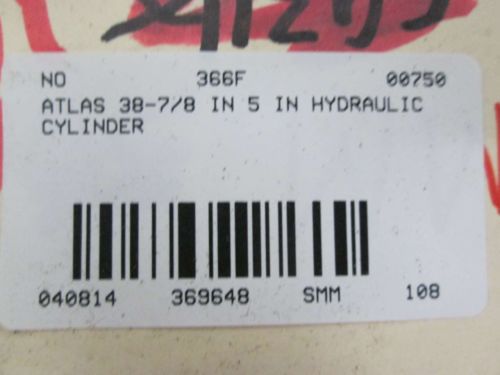 NO 366F 00750
ATLAS 38-7/8 IN 5 IN HYDRAULIC
CYLINDER
040814 369648 SMM 108